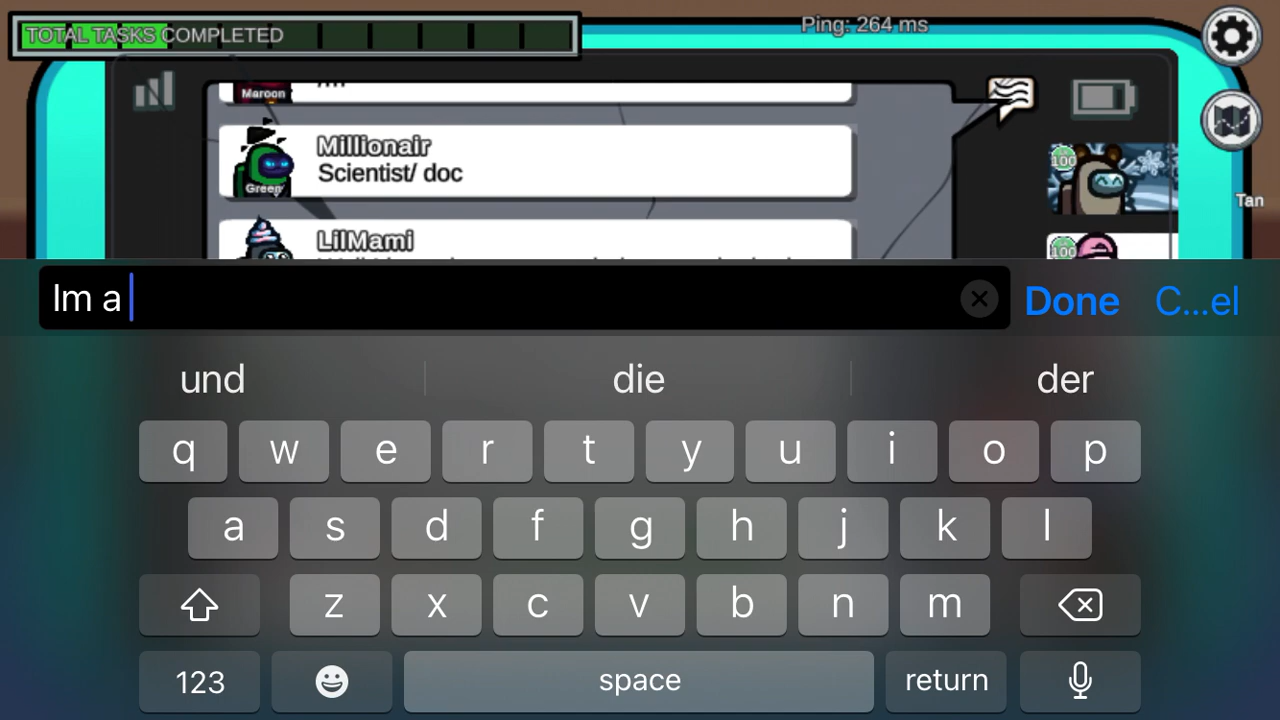 TOTAL TASKS COMPLETED
Ping: 264 ms
Maroon
Millionair
Scientist/ doc
Green
LilMami
100
Tan
100
Im a
Done
C...el
und
die
der
q w e r t y u i o p
a s d f g h j k l
z x c v b n m
123
space
return